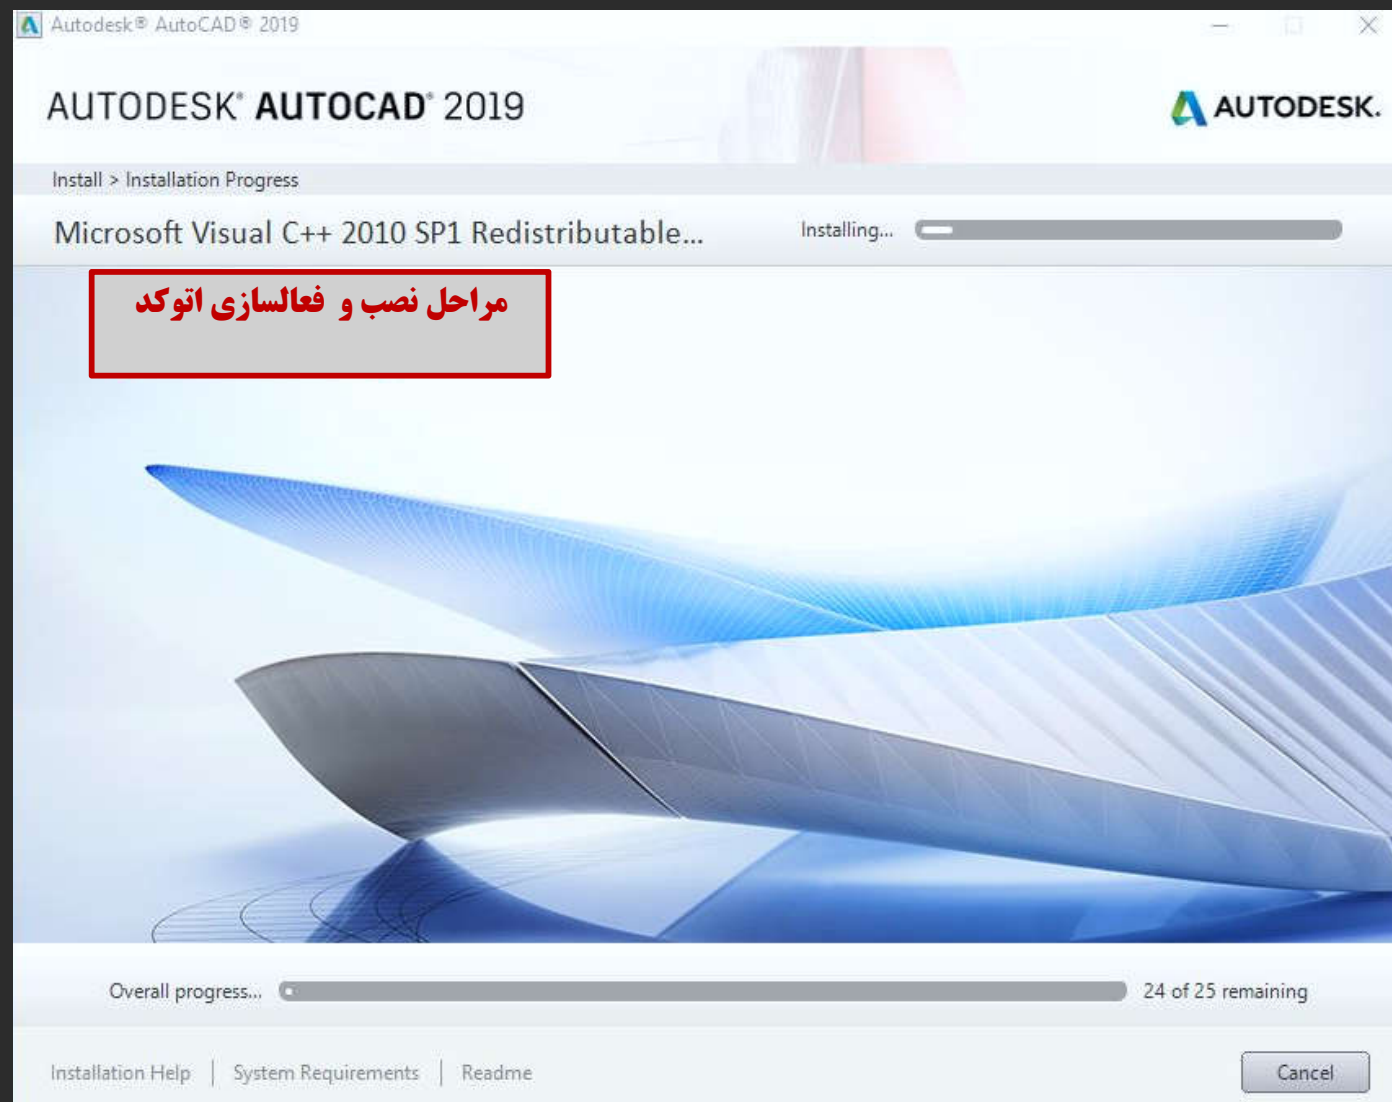 Autodesk® AutoCAD® 2019
AUTODESK® AUTOCAD® 2019
AUTODESK.
Install > Installation Progress
Microsoft Visual C++ 2010 SP1 Redistributable...
Installing...
مراحل نصب و فعالسازی اتوکد
Overall progress...
24 of 25 remaining
Installation Help | System Requirements | Readme
Cancel